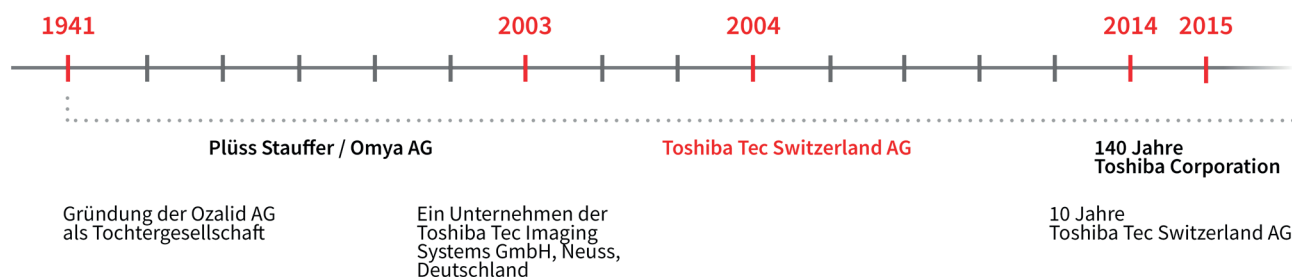 1941
2003
2004
2014
2015
Plüss Stauffer / Omya AG
Toshiba Tec Switzerland AG
140 Jahre
Toshiba Corporation
Gründung der Ozalid AG
als Tochtergesellschaft
Ein Unternehmen der
Toshiba Tec Imaging
Systems GmbH, Neuss,
Deutschland
10 Jahre
Toshiba Tec Switzerland AG